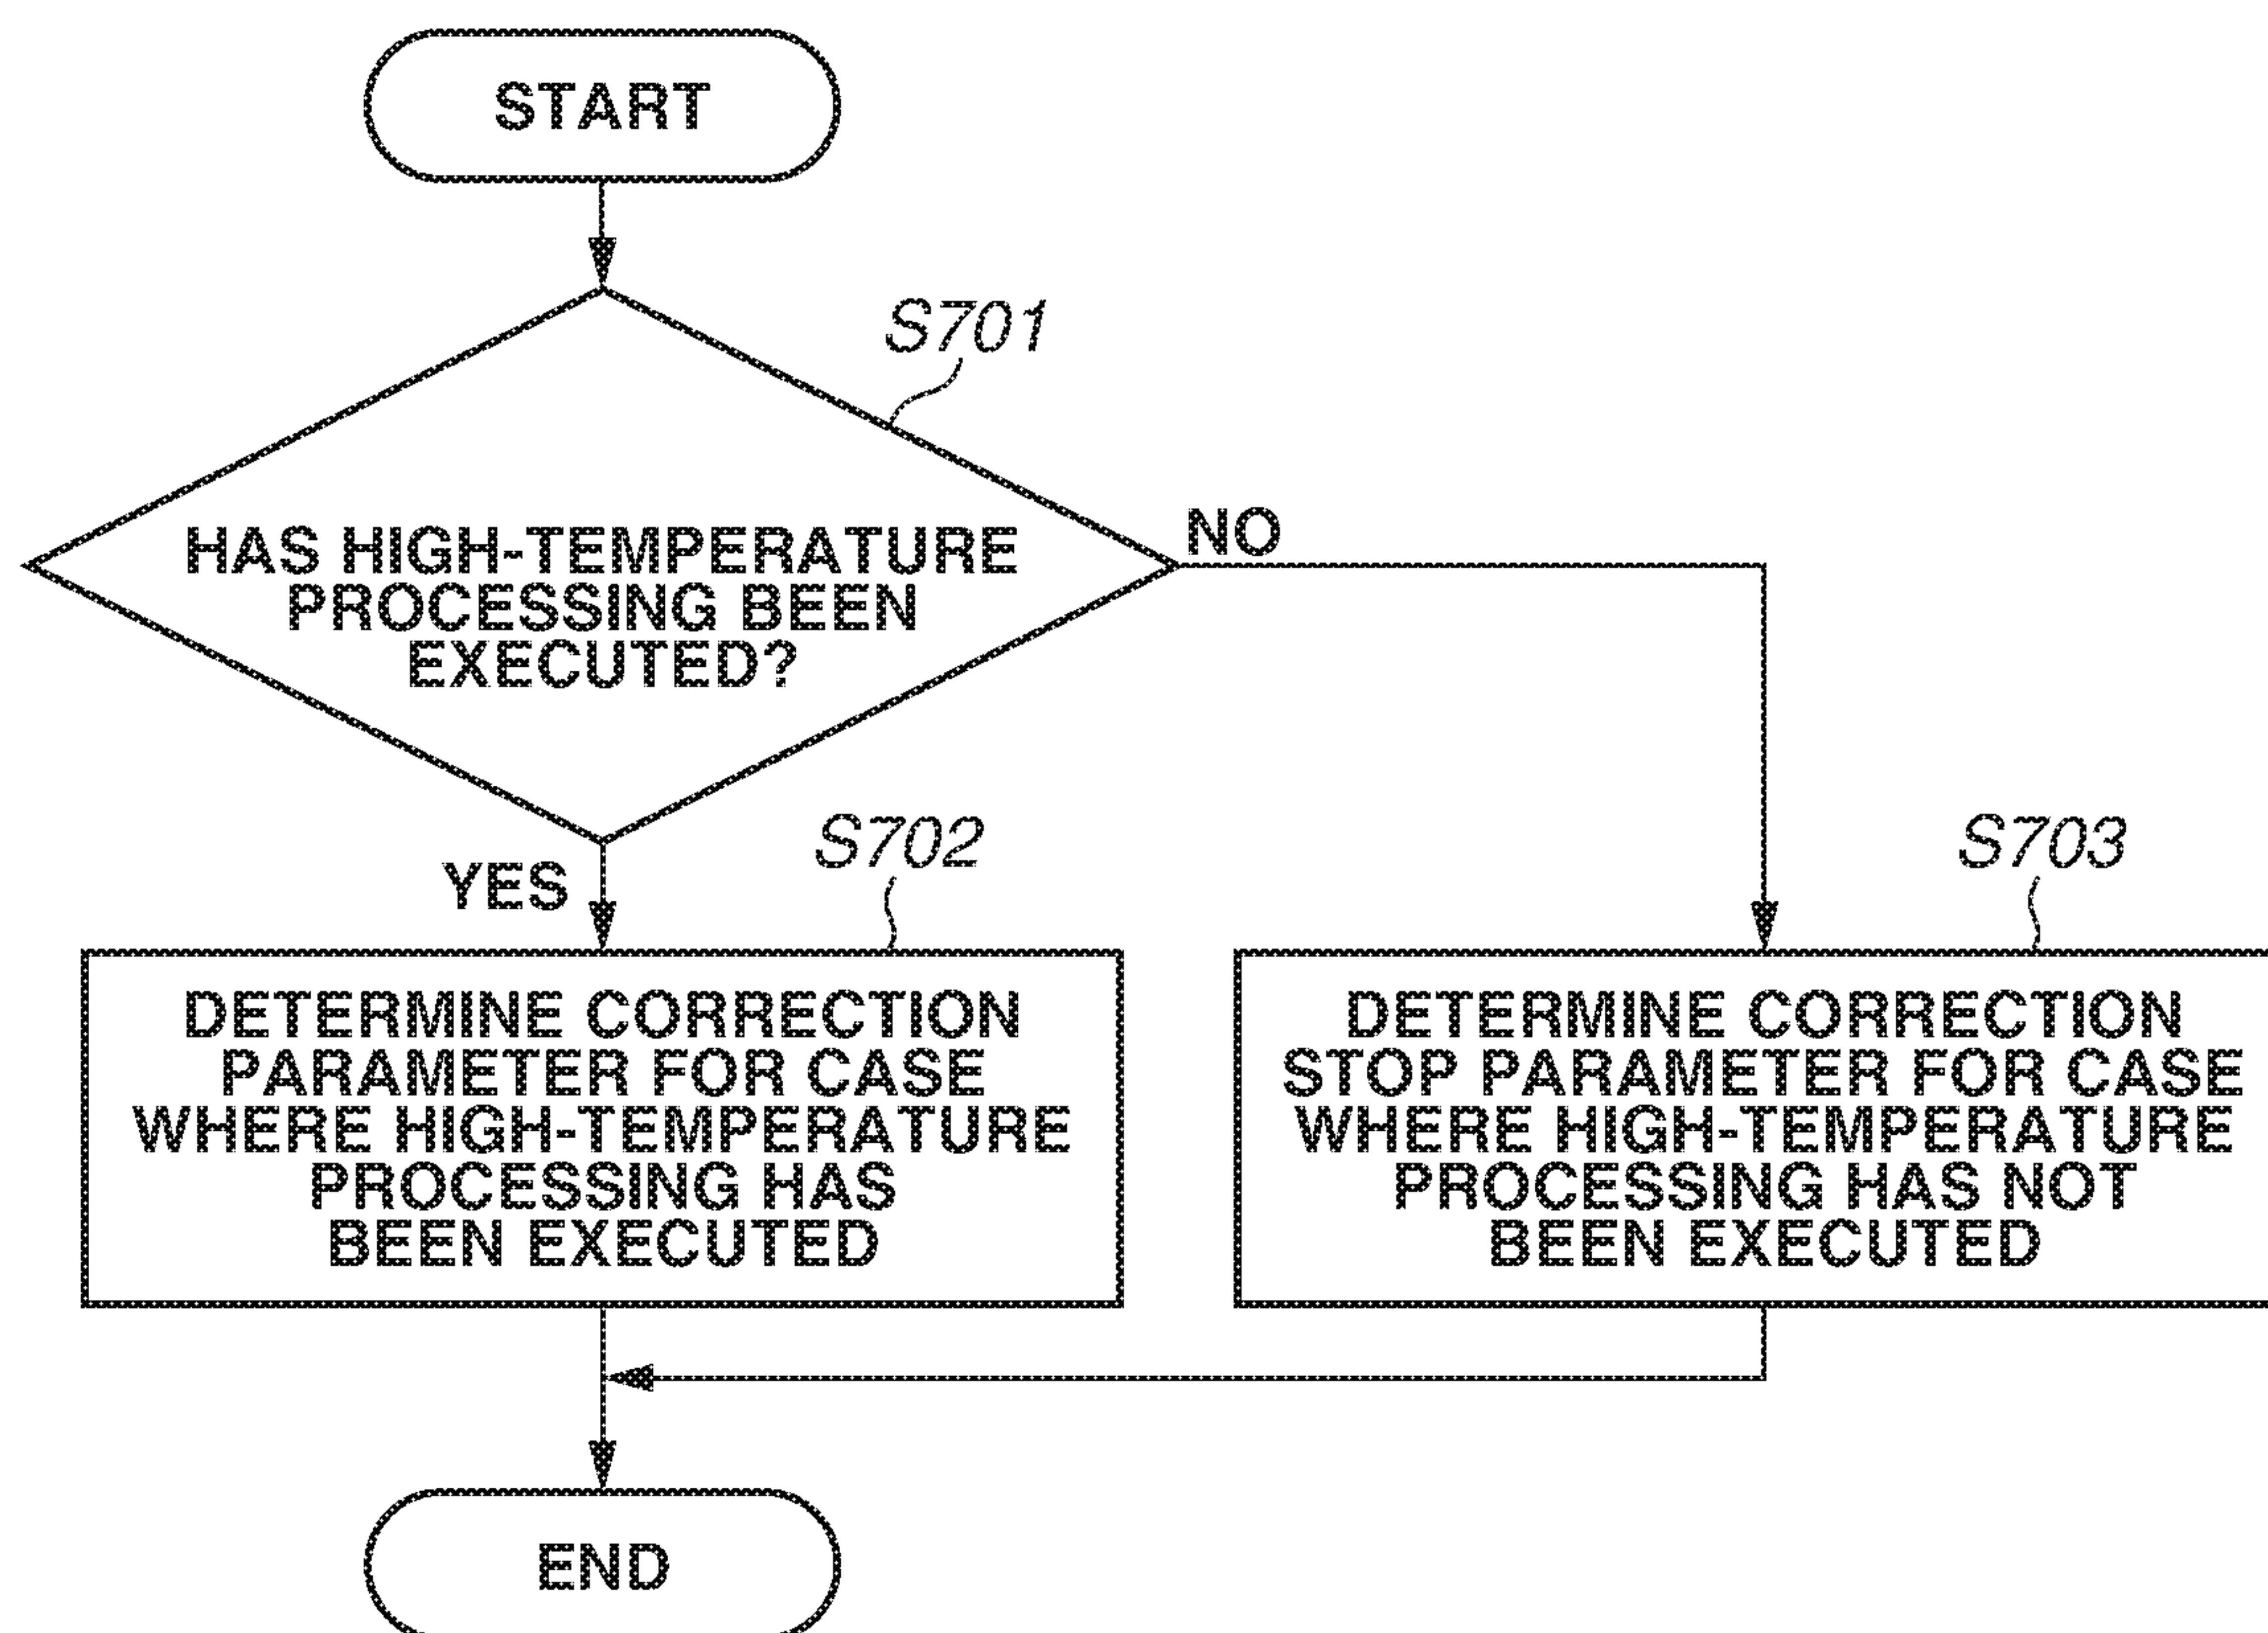 START
S701
HAS HIGH-TEMPERATURE
PROCESSING BEEN
EXECUTED?
NO
YES
S702
DETERMINE CORRECTION
PARAMETER FOR CASE
WHERE HIGH-TEMPERATURE
PROCESSING HAS
BEEN EXECUTED
S703
DETERMINE CORRECTION
STOP PARAMETER FOR CASE
WHERE HIGH-TEMPERATURE
PROCESSING HAS NOT
BEEN EXECUTED
END